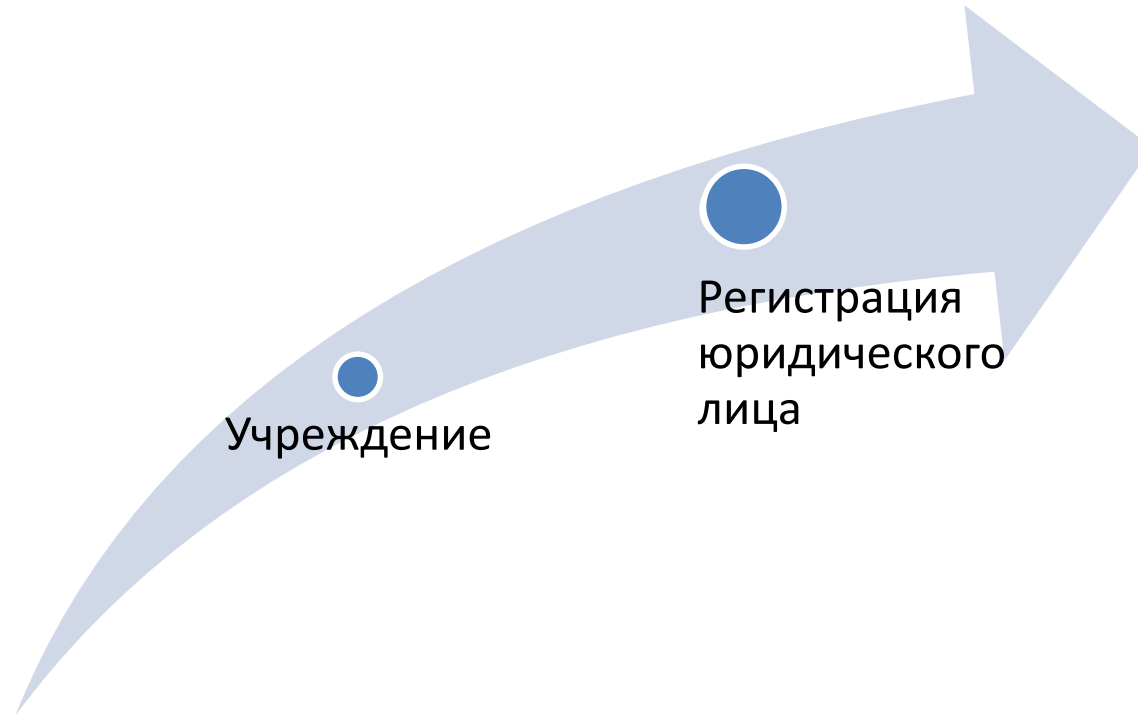 Учреждение
Регистрация
юридического
лица